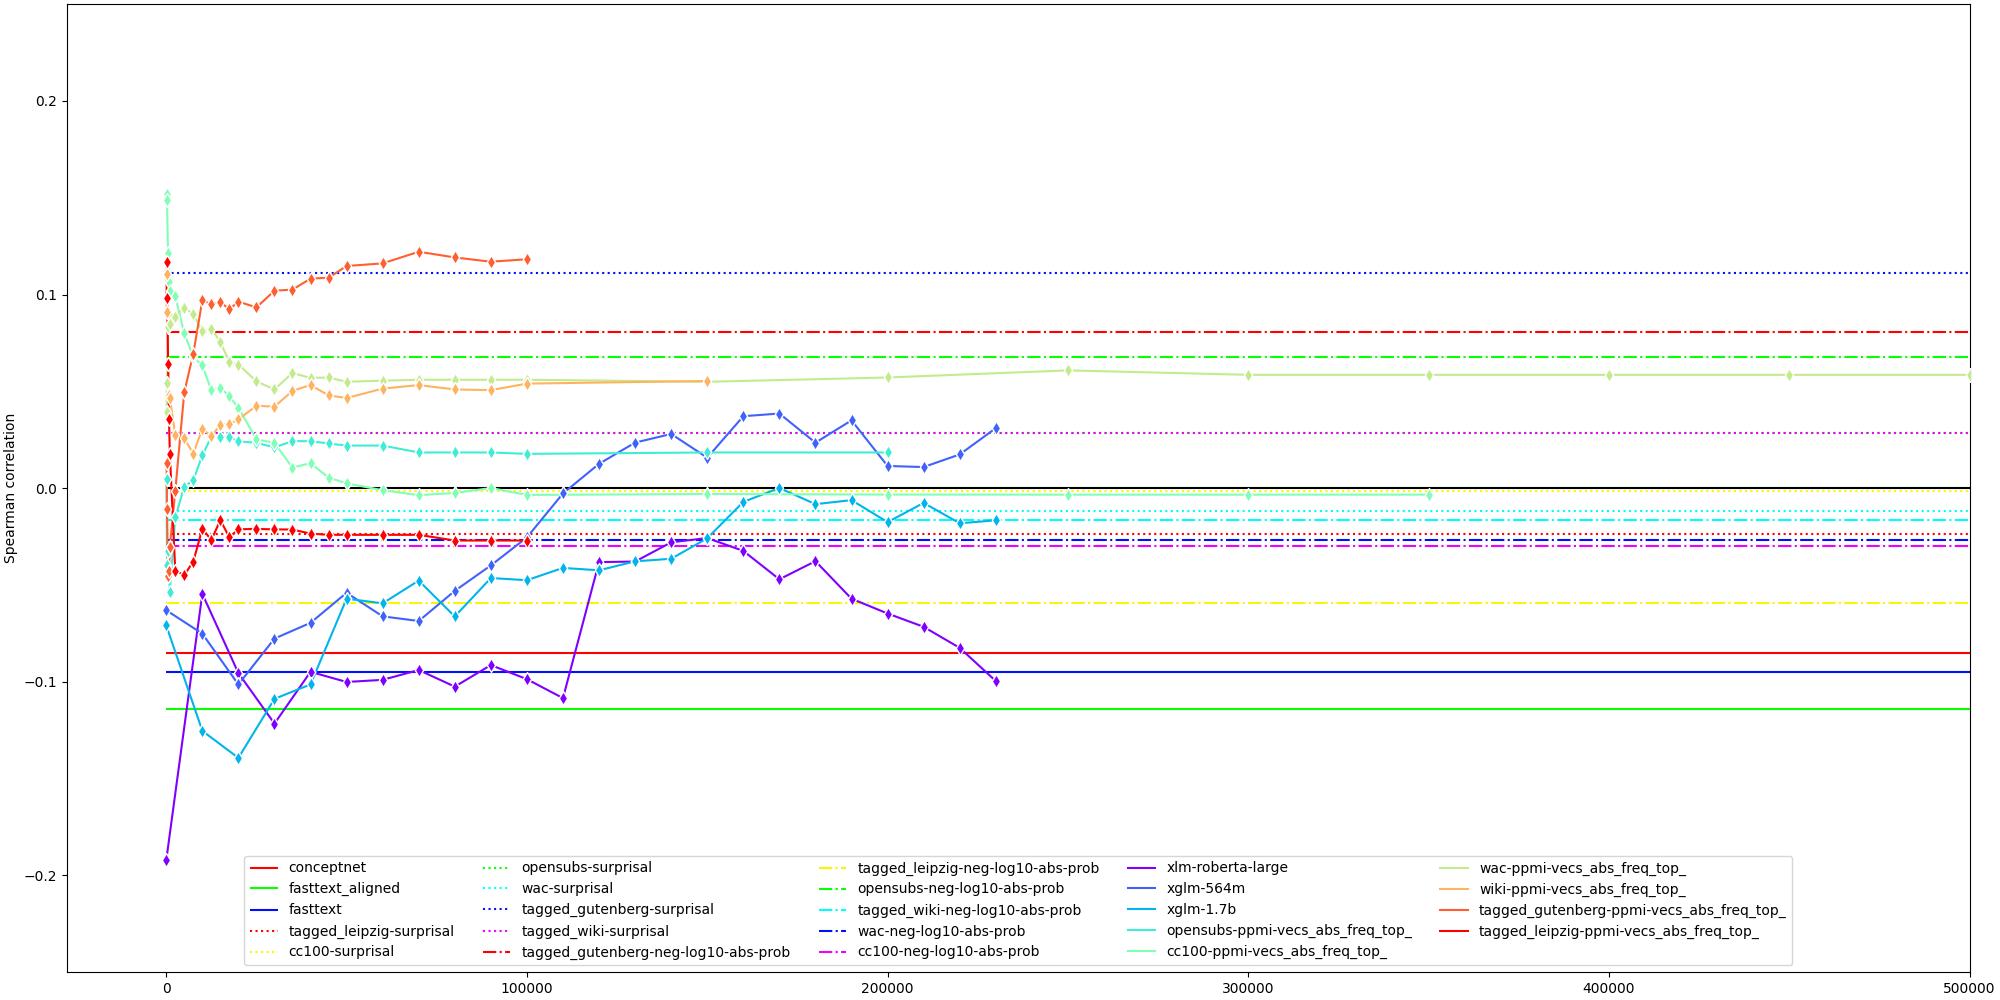 Spearman correlation
0.2
0.1
0.0
−0.1
−0.2
0
100000
200000
300000
400000
500000
conceptnet
fasttext_aligned
fasttext
tagged_leipzig-surprisal
cc100-surprisal
opensubs-surprisal
wac-surprisal
tagged_gutenberg-surprisal
tagged_wiki-surprisal
tagged_gutenberg-neg-log10-abs-prob
tagged_leipzig-neg-log10-abs-prob
opensubs-neg-log10-abs-prob
tagged_wiki-neg-log10-abs-prob
wac-neg-log10-abs-prob
cc100-neg-log10-abs-prob
xlm-roberta-large
xglm-564m
xglm-1.7b
opensubs-ppmi-vecs_abs_freq_top_
cc100-ppmi-vecs_abs_freq_top_
wac-ppmi-vecs_abs_freq_top_
wiki-ppmi-vecs_abs_freq_top_
tagged_gutenberg-ppmi-vecs_abs_freq_top_
tagged_leipzig-ppmi-vecs_abs_freq_top_